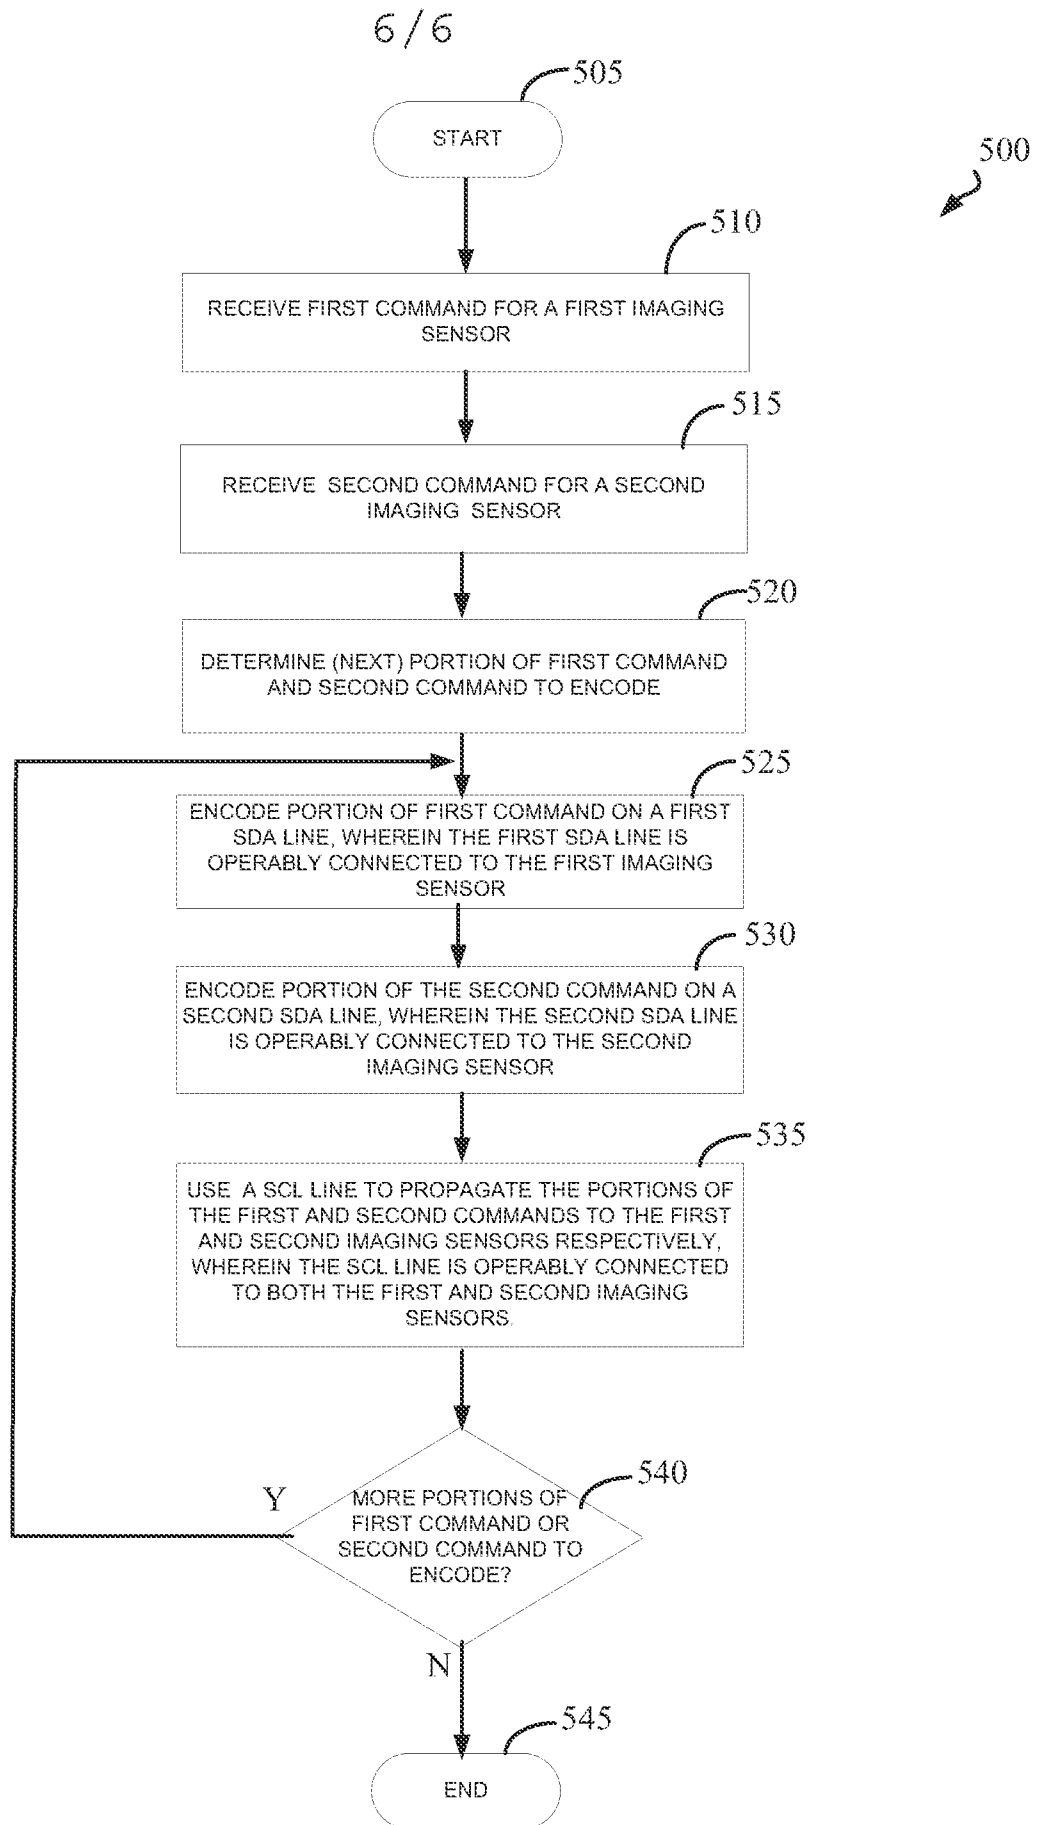 6/6
505
START
500
510
RECEIVE FIRST COMMAND FOR A FIRST IMAGING
SENSOR
515
RECEIVE SECOND COMMAND FOR A SECOND
IMAGING SENSOR
520
DETERMINE (NEXT) PORTION OF FIRST COMMAND
AND SECOND COMMAND TO ENCODE
525
ENCODE PORTION OF FIRST COMMAND ON A FIRST
SDA LINE, WHEREIN THE FIRST SDA LINE IS
OPERABLY CONNECTED TO THE FIRST IMAGING
SENSOR
530
ENCODE PORTION OF THE SECOND COMMAND ON A
SECOND SDA LINE, WHEREIN THE SECOND SDA LINE
IS OPERABLY CONNECTED TO THE SECOND
IMAGING SENSOR
535
USE A SCL LINE TO PROPAGATE THE PORTIONS OF
THE FIRST AND SECOND COMMANDS TO THE FIRST
AND SECOND IMAGING SENSORS RESPECTIVELY,
WHEREIN THE SCL LINE IS OPERABLY CONNECTED
TO BOTH THE FIRST AND SECOND IMAGING
SENSORS.
540
Y
MORE PORTIONS OF
FIRST COMMAND OR
SECOND COMMAND TO
ENCODE?
N
545
END